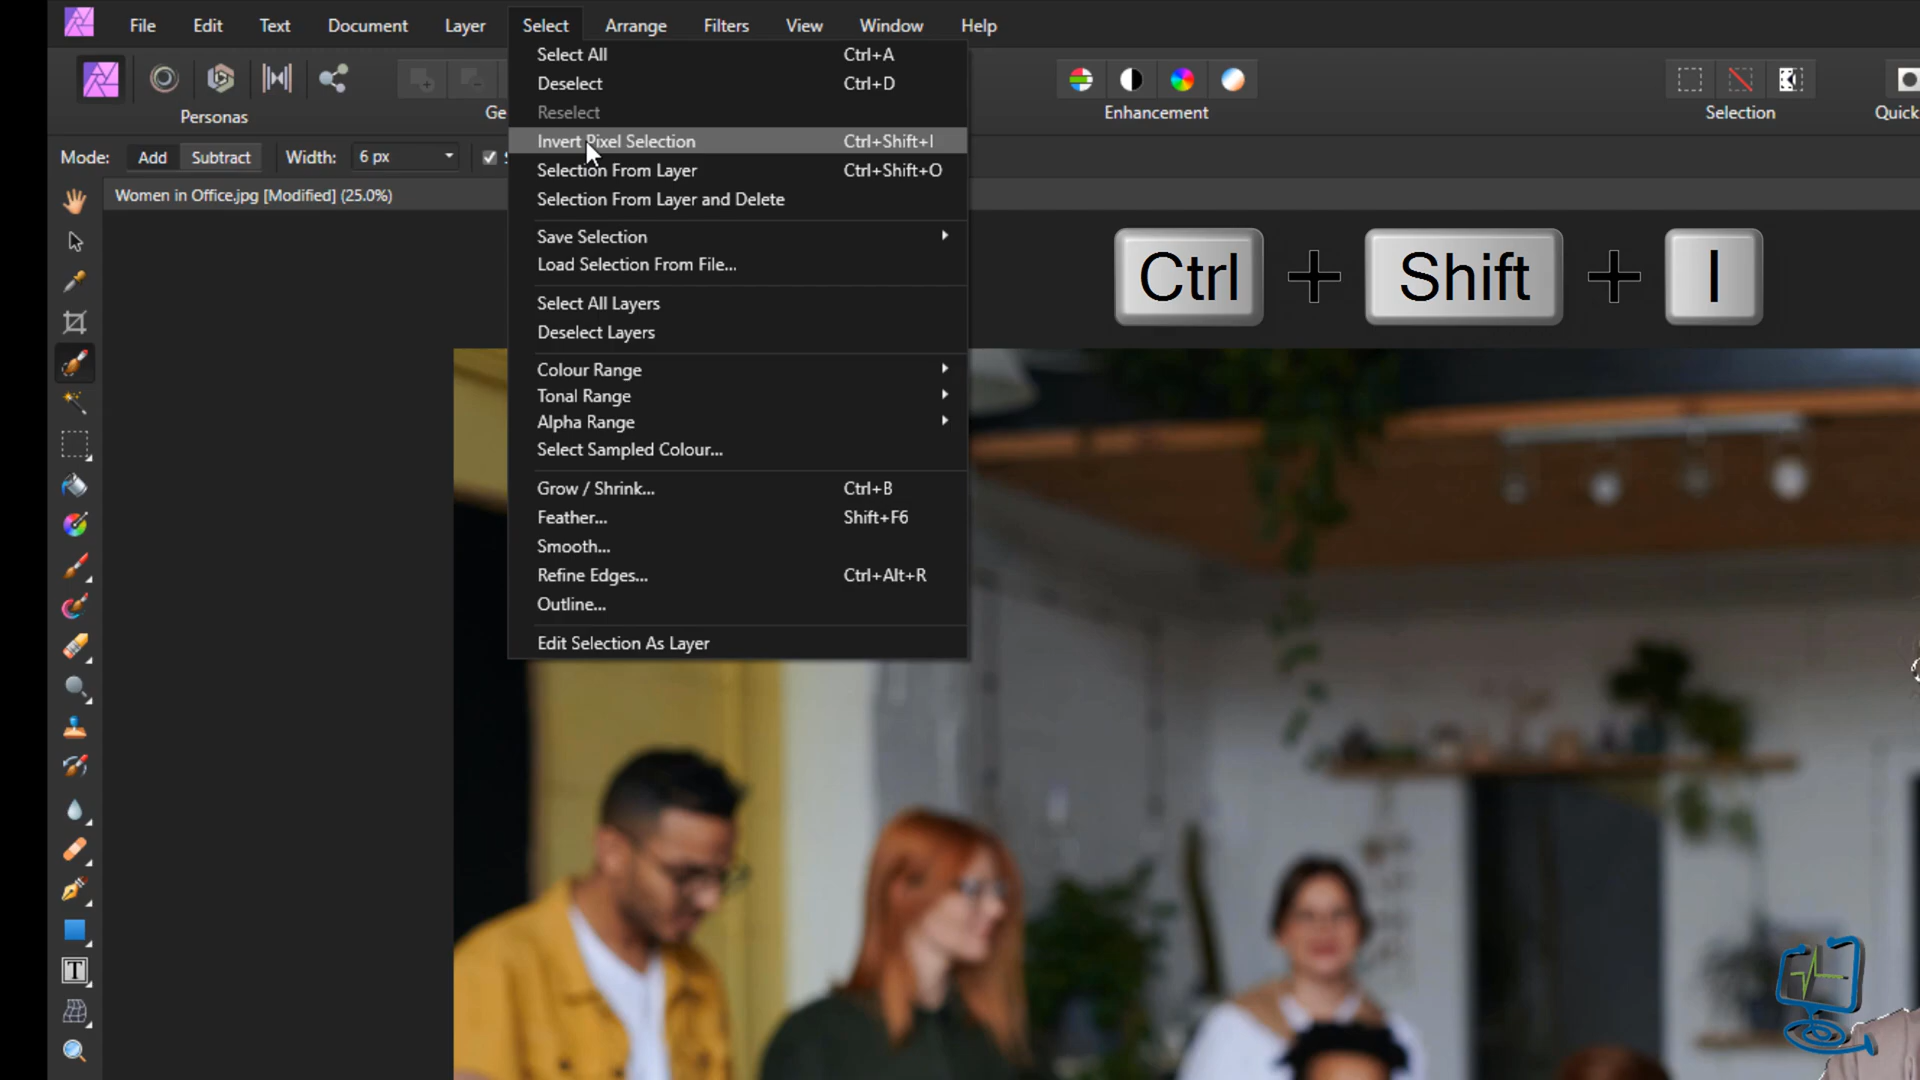 File Edit Text Document Layer Select Arrange Filters View Window Help
Select All Ctrl+A
Deselect Ctrl+D
Reselect
Personas
Enhancement
Selection
Invert Pixel Selection Ctrl+Shift+I
Mode: Add Subtract Width: 6 px
Selection From Layer Ctrl+Shift+O
Women in Office.jpg [Modified] (25.0%)
Selection From Layer and Delete
Save Selection
Load Selection From File...
Ctrl + Shift + I
Select All Layers
Deselect Layers
Colour Range
Tonal Range
Alpha Range
Select Sampled Colour...
Grow / Shrink... Ctrl+B
Feather... Shift+F6
Smooth...
Refine Edges... Ctrl+Alt+R
Outline...
Edit Selection As Layer